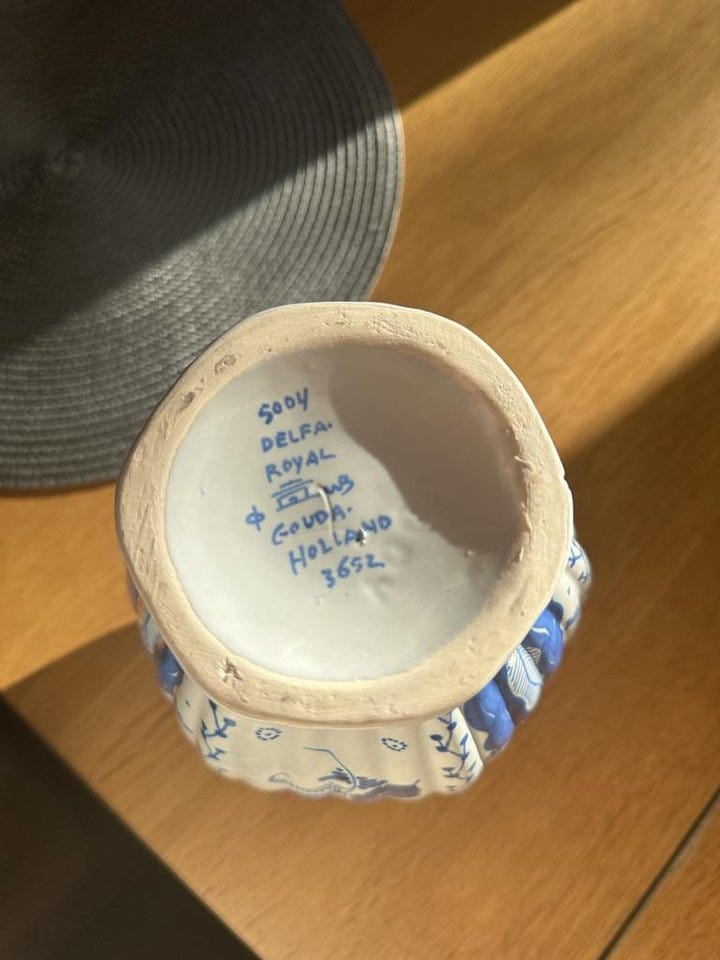 5004
DELFA.
ROYAL
GOUDA.
HOLLAND
3652